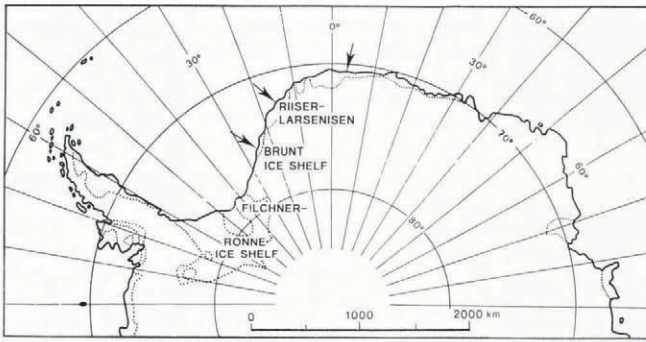 0°
60°
30°
30°
RIISER-
LARSENISEN
70°
60°
BRUNT
ICE SHELF
60°
FILCHNER-
80°
RONNE
ICE SHELF
0 1000 2000 km